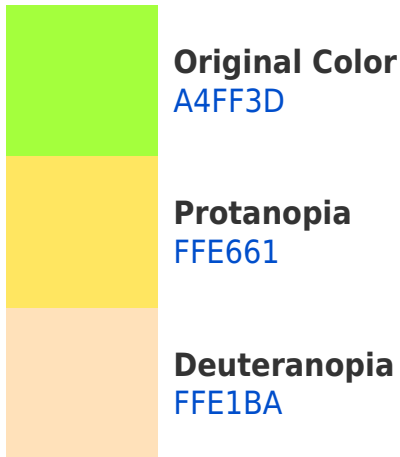 Original Color
A4FF3D
Protanopia
FFE661
Deuteranopia
FFE1BA